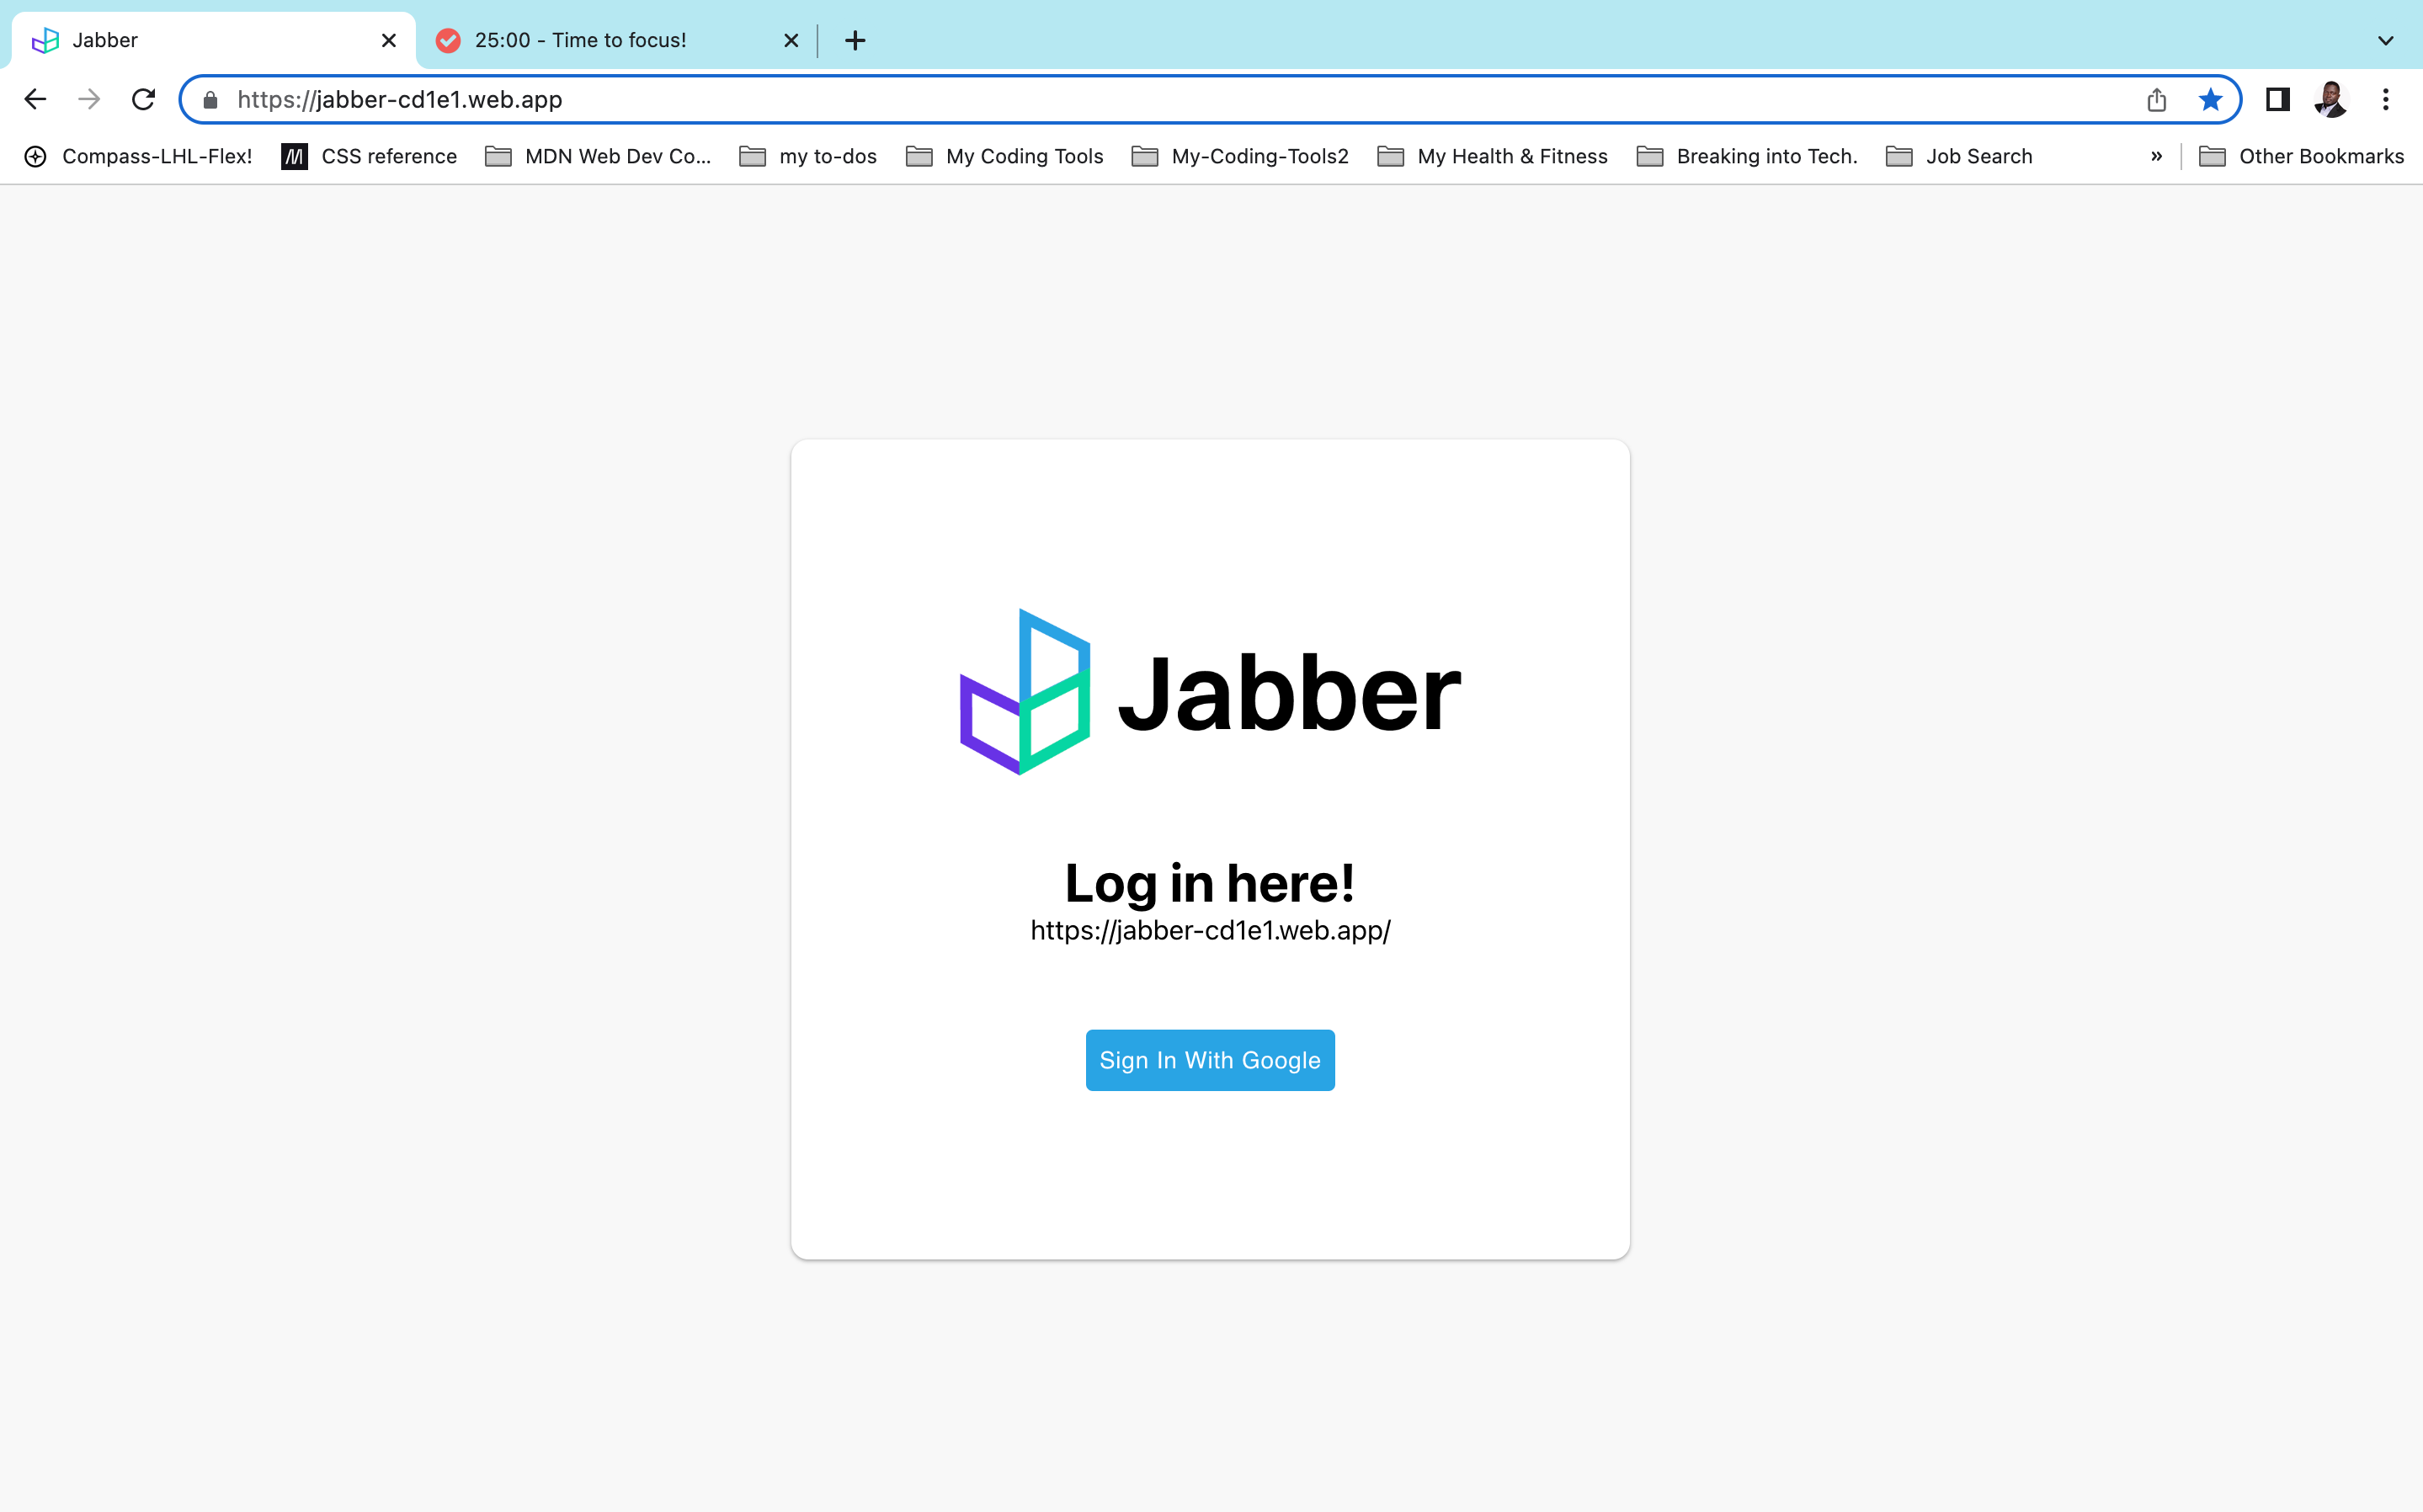 Jabber
25:00 - Time to focus!
https://jabber-cd1e1.web.app
Compass-LHL-Flex! CSS reference MDN Web Dev Co... my to-dos My Coding Tools My-Coding-Tools2 My Health & Fitness Breaking into Tech. Job Search » Other Bookmarks
Jabber
Log in here!
https://jabber-cd1e1.web.app/
Sign In With Google